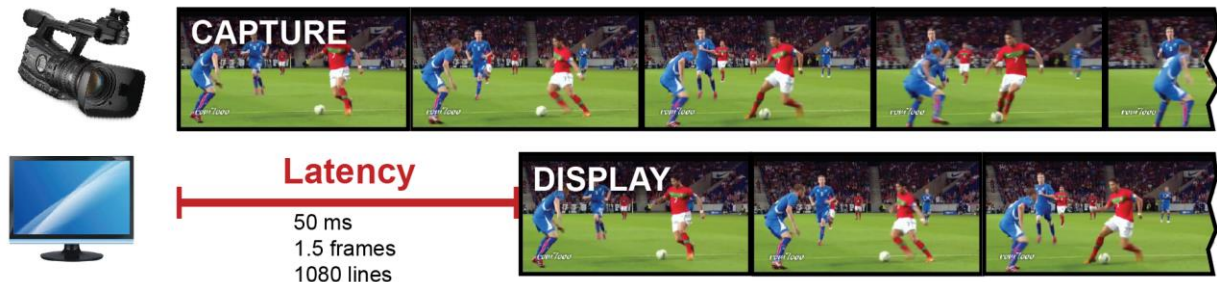 CAPTURE
Latency
50 ms
1.5 frames
1080 lines
DISPLAY